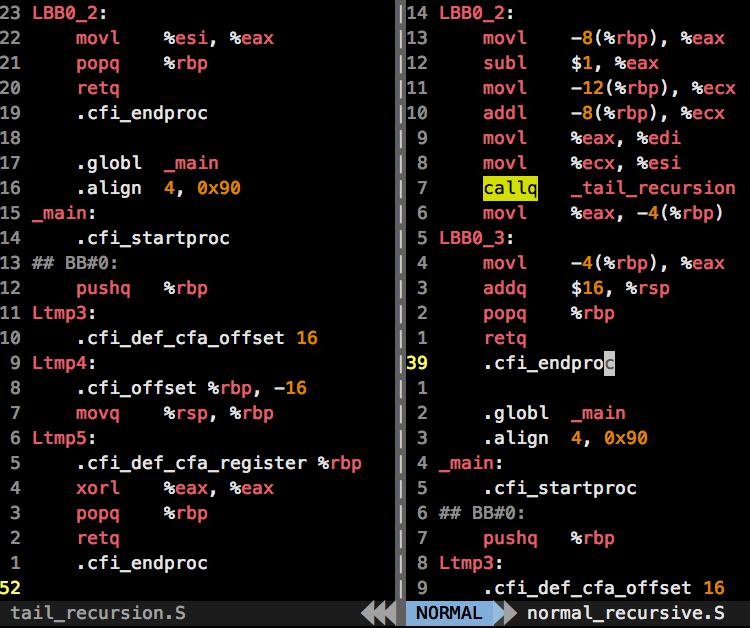 23 LBB0_2:
22 movl %esi, %eax
21 popq %rbp
20 retq
19 .cfi_endproc
18
17 .globl _main
16 .align 4, 0x90
15 _main:
14 .cfi_startproc
13 ## BB#0:
12 pushq %rbp
11 Ltmp3:
10 .cfi_def_cfa_offset 16
9 Ltmp4:
8 .cfi_offset %rbp, -16
7 movq %rsp, %rbp
6 Ltmp5:
5 .cfi_def_cfa_register %rbp
4 xorl %eax, %eax
3 popq %rbp
2 retq
1 .cfi_endproc
52
tail_recursion.S
14 LBB0_2:
13 movl -8(%rbp), %eax
12 subl $1, %eax
11 movl -12(%rbp), %ecx
10 addl -8(%rbp), %ecx
9 movl %eax, %edi
8 movl %ecx, %esi
7 callq _tail_recursion
6 movl %eax, -4(%rbp)
5 LBB0_3:
4 movl -4(%rbp), %eax
3 addq $16, %rsp
2 popq %rbp
1 retq
39 .cfi_endproc
1
2 .globl _main
3 .align 4, 0x90
4 _main:
5 .cfi_startproc
6 ## BB#0:
7 pushq %rbp
8 Ltmp3:
9 .cfi_def_cfa_offset 16
NORMAL normal_recursive.S